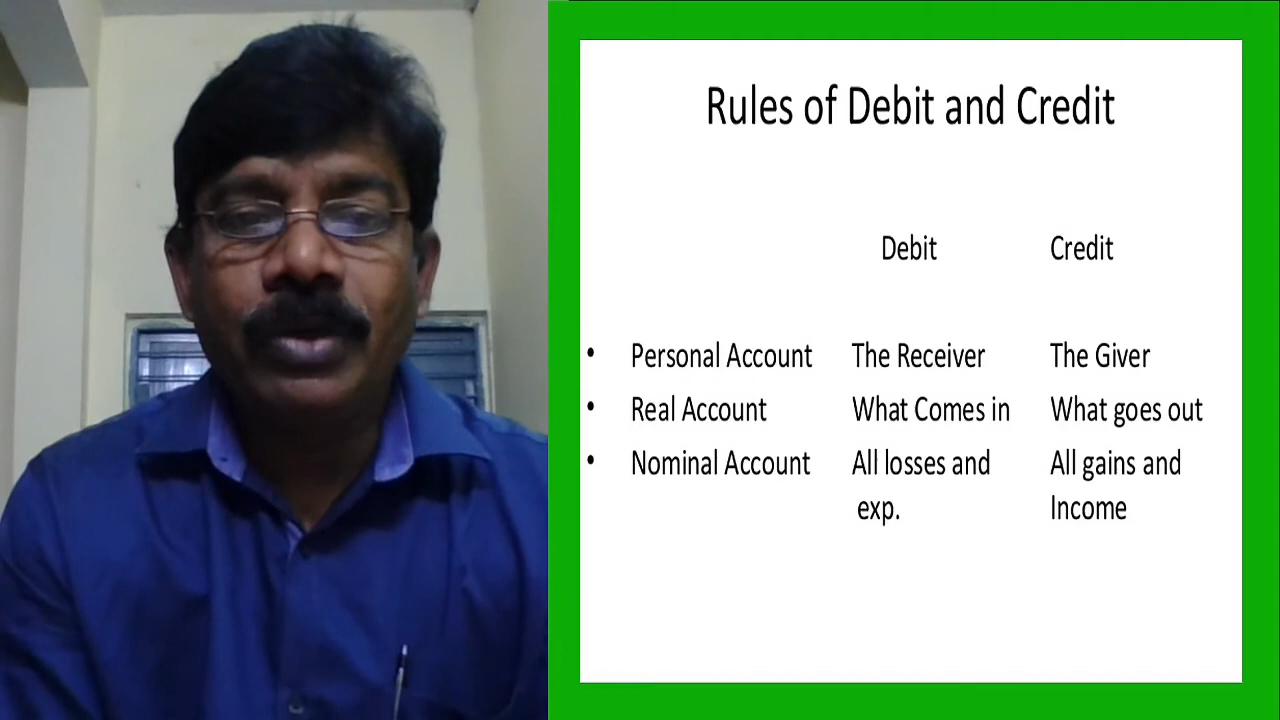 Rules of Debit and Credit
Debit Credit
• Personal Account The Receiver The Giver
• Real Account What Comes in What goes out
• Nominal Account All losses and All gains and
exp. Income